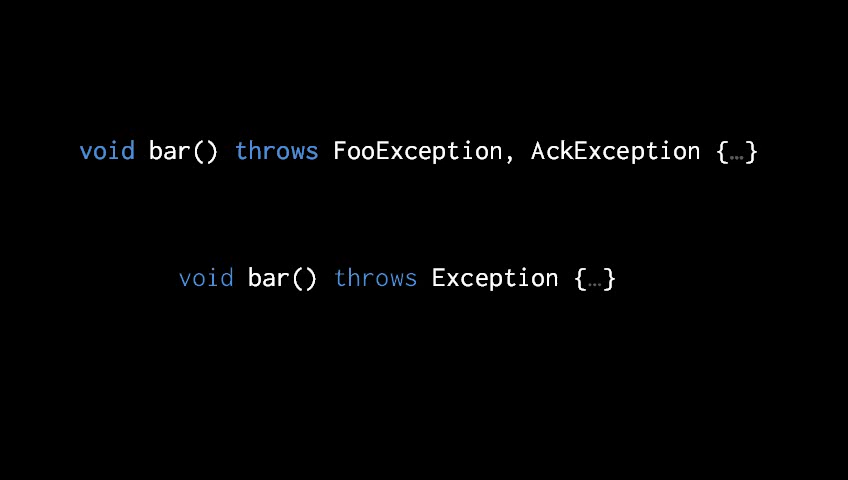 void bar() throws FooException, AckException {…}
void bar() throws Exception {…}